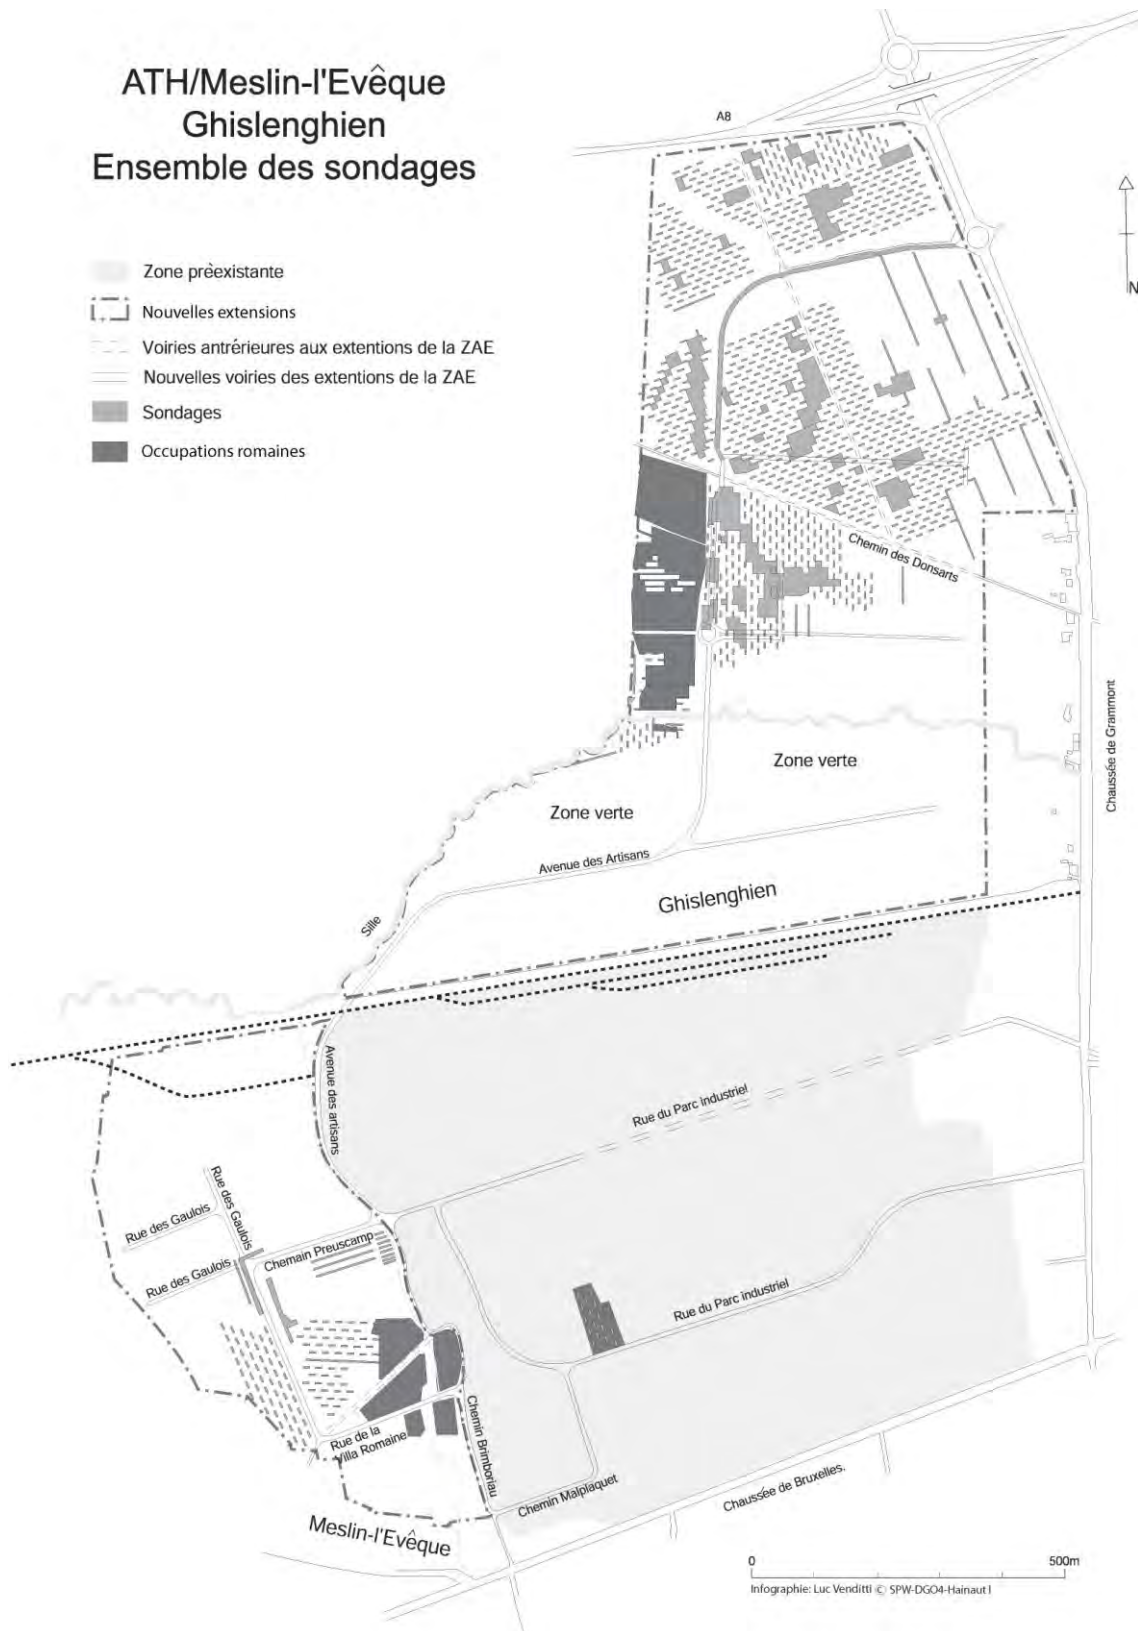 ATH/Meslin-l'Evêque
Ghislenghien
Ensemble des sondages
A8
N
Zone prèexistante
Nouvelles extensions
Voiries antrérieures aux extentions de la ZAE
Nouvelles voiries des extentions de la ZAE
Sondages
Occupations romaines
Chemin des Donsarts
Chaussée de Grammont
Zone verte
Zone verte
Avenue des Artisans
Ghislenghien
Sille
Avenue des artisans
Rue du Parc industriel
Rue des Gaulois
Rue des Gaulois
Chemain Preuscamp
Rue des Gaulois
Rue du Parc industriel
Rue de la
Villa Romaine
Chemin Brimboriau
Chemin Malplaquet
Chaussée de Bruxelles.
Meslin-l'Evêque
0 500m
Infographie: Luc Venditti © SPW-DGO4-Hainaut I